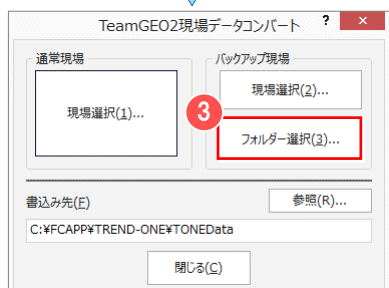 TeamGEO2現場データコンバート ? ×
通常現場
バックアップ現場
現場選択(1)...
現場選択(2)...
3
フォルダー選択(3)...
書込み先(F)
参照(R)...
C:¥FCAPP¥TREND-ONE¥TONEData
閉じる(C)